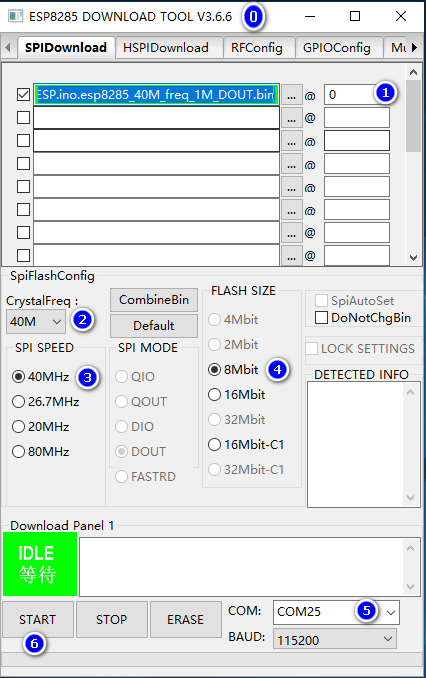 ESP8285 DOWNLOAD TOOL V3.6.6 0
SPIDownload HSPIDownload RFConfig GPIOConfig Mu
ESP.ino.esp8285_40M_freq_1M_DOUT.bin ... @ 0 1
... @
... @
... @
... @
... @
... @
... @
SpiFlashConfig
CrystalFreq :
40M 2
CombineBin
Default
SPI SPEED
40MHz 3
26.7MHz
20MHz
80MHz
SPI MODE
QIO
QOUT
DIO
DOUT
FASTRD
FLASH SIZE
4Mbit
2Mbit
8Mbit 4
16Mbit
32Mbit
16Mbit-C1
32Mbit-C1
SpiAutoSet
DoNotChgBin
LOCK SETTINGS
DETECTED INFO
Download Panel 1
IDLE
等待
START STOP ERASE
6
COM: COM25 5
BAUD: 115200